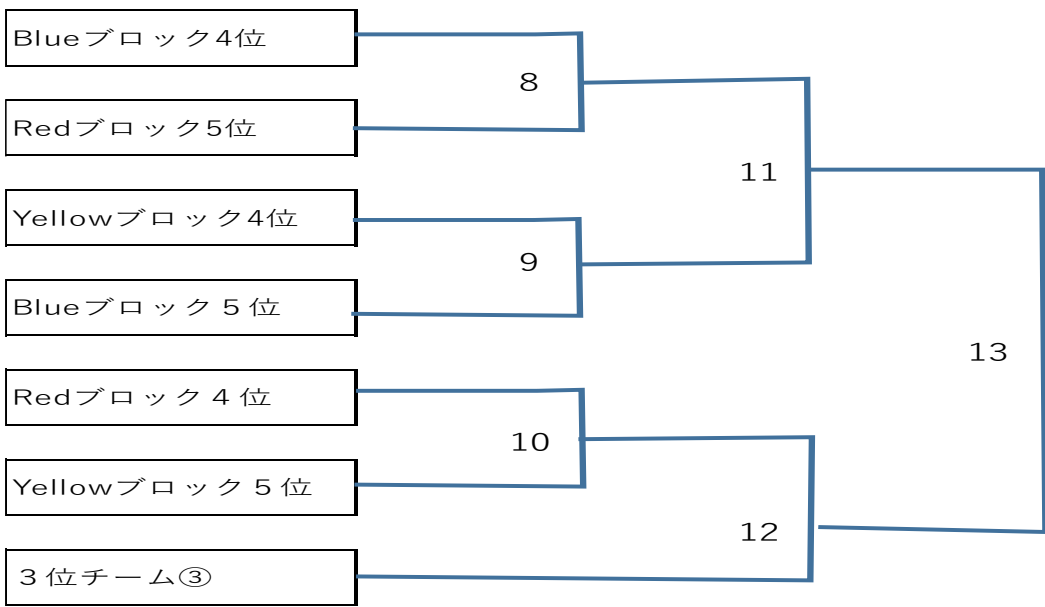 Blueブロック4位
8
Redブロック5位
11
Yellowブロック4位
9
Blueブロック５位
13
Redブロック４位
10
Yellowブロック５位
12
３位チーム③